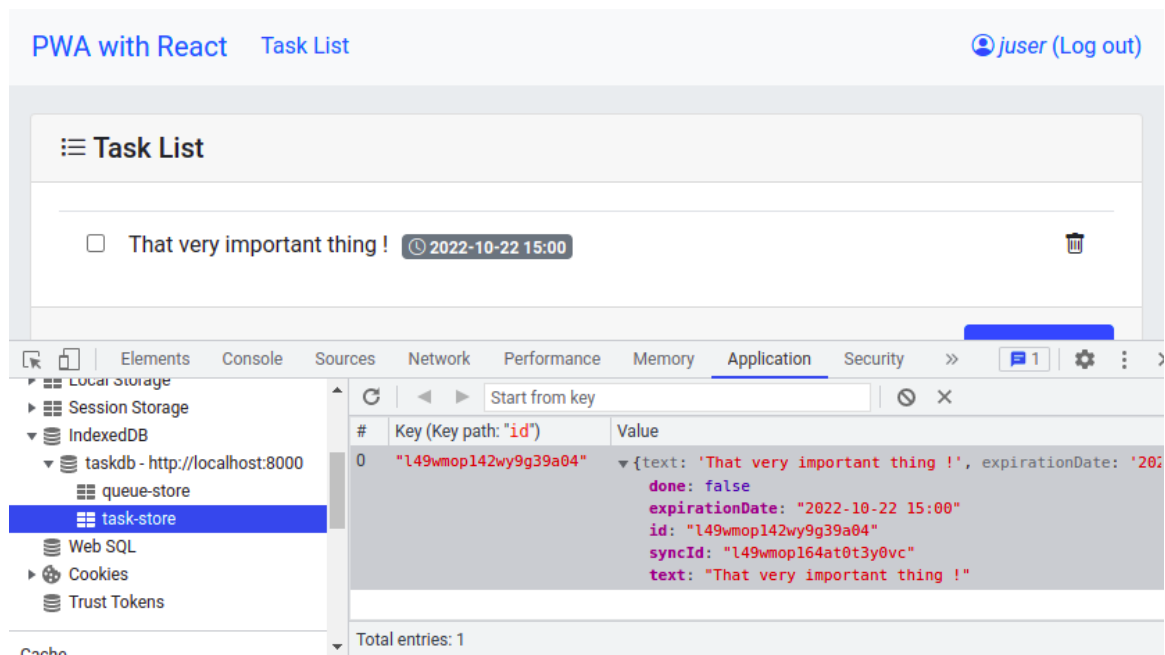 PWA with React Task List juser (Log out)
Task List
That very important thing ! 2022-10-22 15:00
Elements Console Sources Network Performance Memory Application Security » 1
Local Storage
Session Storage
IndexedDB
taskdb - http://localhost:8000
queue-store
task-store
Web SQL
Cookies
Trust Tokens
Cache
Start from key
# Key (Key path: "id") Value
0 "l49wmop142wy9g39a04" {text: 'That very important thing !', expirationDate: '202
done: false
expirationDate: "2022-10-22 15:00"
id: "l49wmop142wy9g39a04"
syncId: "l49wmop164at0t3y0vc"
text: "That very important thing !"
Total entries: 1